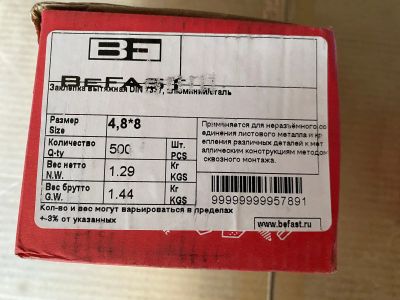 BF
BEFAST
Заклепка вытяжная DIN 7337, алюминий/сталь
Размер
Size
4,8*8
Количество
Q-ty
500
Шт.
PCS
Вес нетто
N.W.
1.29
Кг
KGS
Вес брутто
G.W.
1.44
Кг
KGS
Кол-во и вес могут варьироваться в пределах
+-3% от указанных
Применяется для неразъёмного со
единения листового металла и кр
епления различных деталей к мет
аллическим конструкциям методом
сквозного монтажа.
99999999957891
www.befast.ru